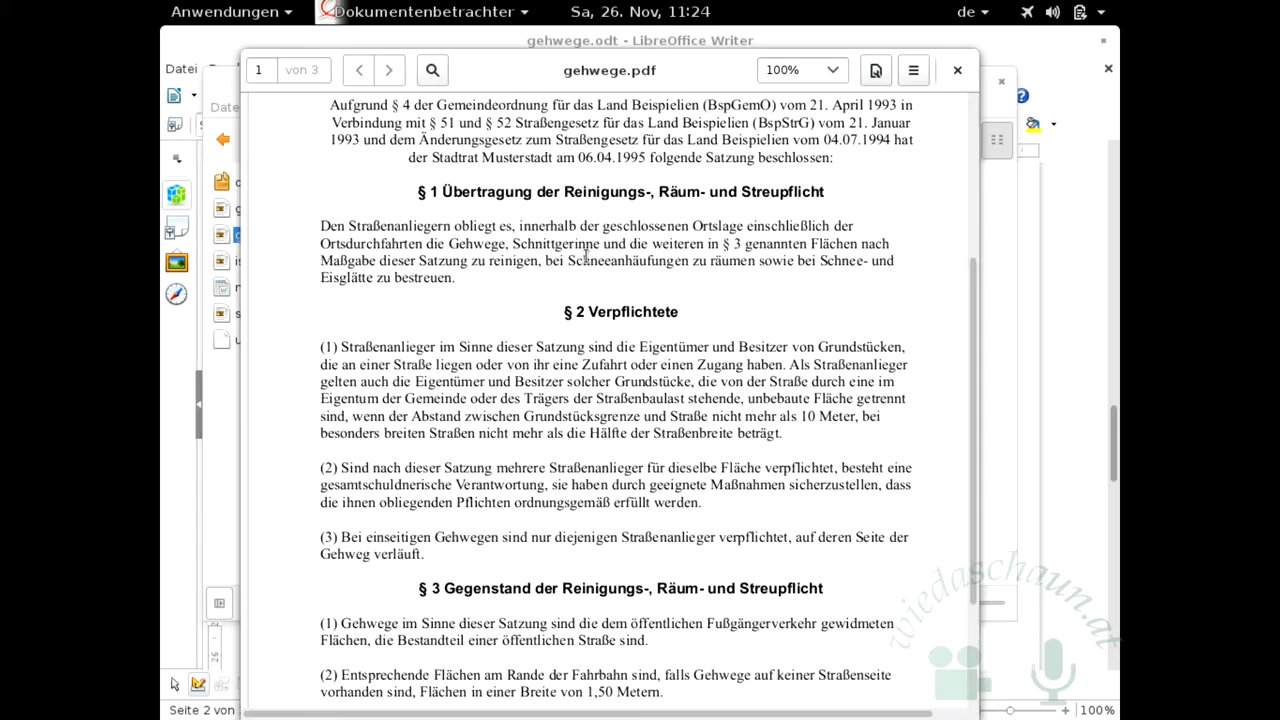 Anwendungen
Dokumentenbetrachter
Sa, 26. Nov, 11:24
de
gehwege.odt - LibreOffice Writer
Datei
1
von 3
gehwege.pdf
100%
Date
Aufgrund § 4 der Gemeindeordnung für das Land Beispielien (BspGemO) vom 21. April 1993 in
Verbindung mit § 51 und § 52 Straßengesetz für das Land Beispielien (BspStrG) vom 21. Januar
1993 und dem Änderungsgesetz zum Straßengesetz für das Land Beispielien vom 04.07.1994 hat
der Stadtrat Musterstadt am 06.04.1995 folgende Satzung beschlossen:
§ 1 Übertragung der Reinigungs-, Räum- und Streupflicht
Den Straßenanliegern obliegt es, innerhalb der geschlossenen Ortslage einschließlich der
Ortsdurchfahrten die Gehwege, Schnittgerinne und die weiteren in § 3 genannten Flächen nach
Maßgabe dieser Satzung zu reinigen, bei Schneeanhäufungen zu räumen sowie bei Schnee- und
Eisglätte zu bestreuen.
§ 2 Verpflichtete
(1) Straßenanlieger im Sinne dieser Satzung sind die Eigentümer und Besitzer von Grundstücken,
die an einer Straße liegen oder von ihr eine Zufahrt oder einen Zugang haben. Als Straßenanlieger
gelten auch die Eigentümer und Besitzer solcher Grundstücke, die von der Straße durch eine im
Eigentum der Gemeinde oder des Trägers der Straßenbaulast stehende, unbebaute Fläche getrennt
sind, wenn der Abstand zwischen Grundstücksgrenze und Straße nicht mehr als 10 Meter, bei
besonders breiten Straßen nicht mehr als die Hälfte der Straßenbreite beträgt.
(2) Sind nach dieser Satzung mehrere Straßenanlieger für dieselbe Fläche verpflichtet, besteht eine
gesamtschuldnerische Verantwortung, sie haben durch geeignete Maßnahmen sicherzustellen, dass
die ihnen obliegenden Pflichten ordnungsgemäß erfüllt werden.
(3) Bei einseitigen Gehwegen sind nur diejenigen Straßenanlieger verpflichtet, auf deren Seite der
Gehweg verläuft.
§ 3 Gegenstand der Reinigungs-, Räum- und Streupflicht
(1) Gehwege im Sinne dieser Satzung sind die dem öffentlichen Fußgängerverkehr gewidmeten
Flächen, die Bestandteil einer öffentlichen Straße sind.
(2) Entsprechende Flächen am Rande der Fahrbahn sind, falls Gehwege auf keiner Straßenseite
vorhanden sind, Flächen in einer Breite von 1,50 Metern.
wiedaschaun.at
26
Seite 2 von
100%